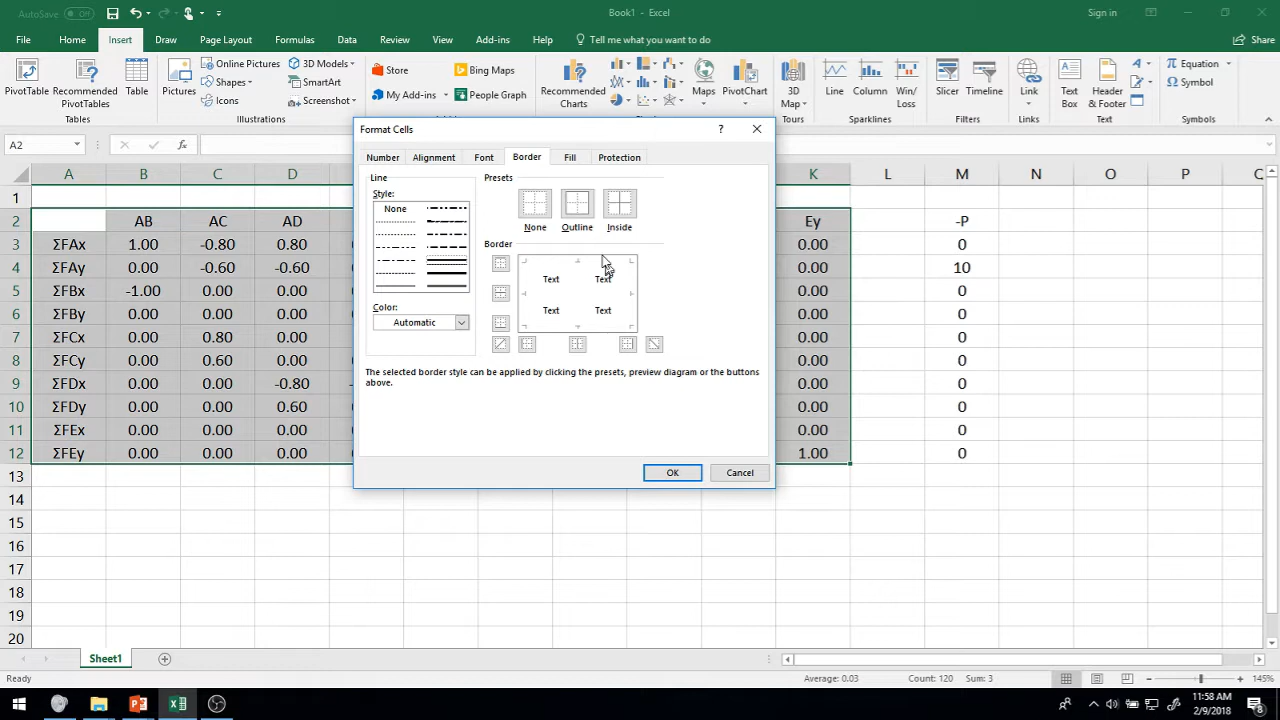 AutoSave Off
Book1 - Excel
Sign in
File Home Insert Draw Page Layout Formulas Data Review View Add-ins Help Tell me what you want to do
Share
PivotTable
Recommended PivotTables
Table
Tables
Pictures
Online Pictures
Shapes
Icons
3D Models
SmartArt
Screenshot
Illustrations
Store
My Add-ins
Bing Maps
People Graph
Recommended Charts
Maps
PivotChart
3D Map
Tours
Line
Column
Win/Loss
Sparklines
Slicer
Timeline
Filters
Link
Links
Text Box
Header & Footer
Text
Equation
Symbol
Symbols
A2
fx
A B C D K L M N O P
1
2 AB AC AD Ey -P
3 ΣFAx 1.00 -0.80 0.80 0.00 0
4 ΣFAy 0.00 -0.60 -0.60 0.00 10
5 ΣFBx -1.00 0.00 0.00 0.00 0
6 ΣFBy 0.00 0.00 0.00 0.00 0
7 ΣFCx 0.00 0.80 0.00 0.00 0
8 ΣFCy 0.00 0.60 0.00 0.00 0
9 ΣFDx 0.00 0.00 -0.80 0.00 0
10 ΣFDy 0.00 0.00 0.60 0.00 0
11 ΣFEx 0.00 0.00 0.00 0.00 0
12 ΣFEy 0.00 0.00 0.00 1.00 0
13
14
15
16
17
18
19
20
Format Cells
?
Number Alignment Font Border Fill Protection
Line
Style:
None
Color:
Automatic
Presets
None Outline Inside
Border
Text Text
Text Text
The selected border style can be applied by clicking the presets, preview diagram or the buttons
above.
OK Cancel
Sheet1
Ready
Average: 0.03 Count: 120 Sum: 3
145%
11:58 AM
2/9/2018